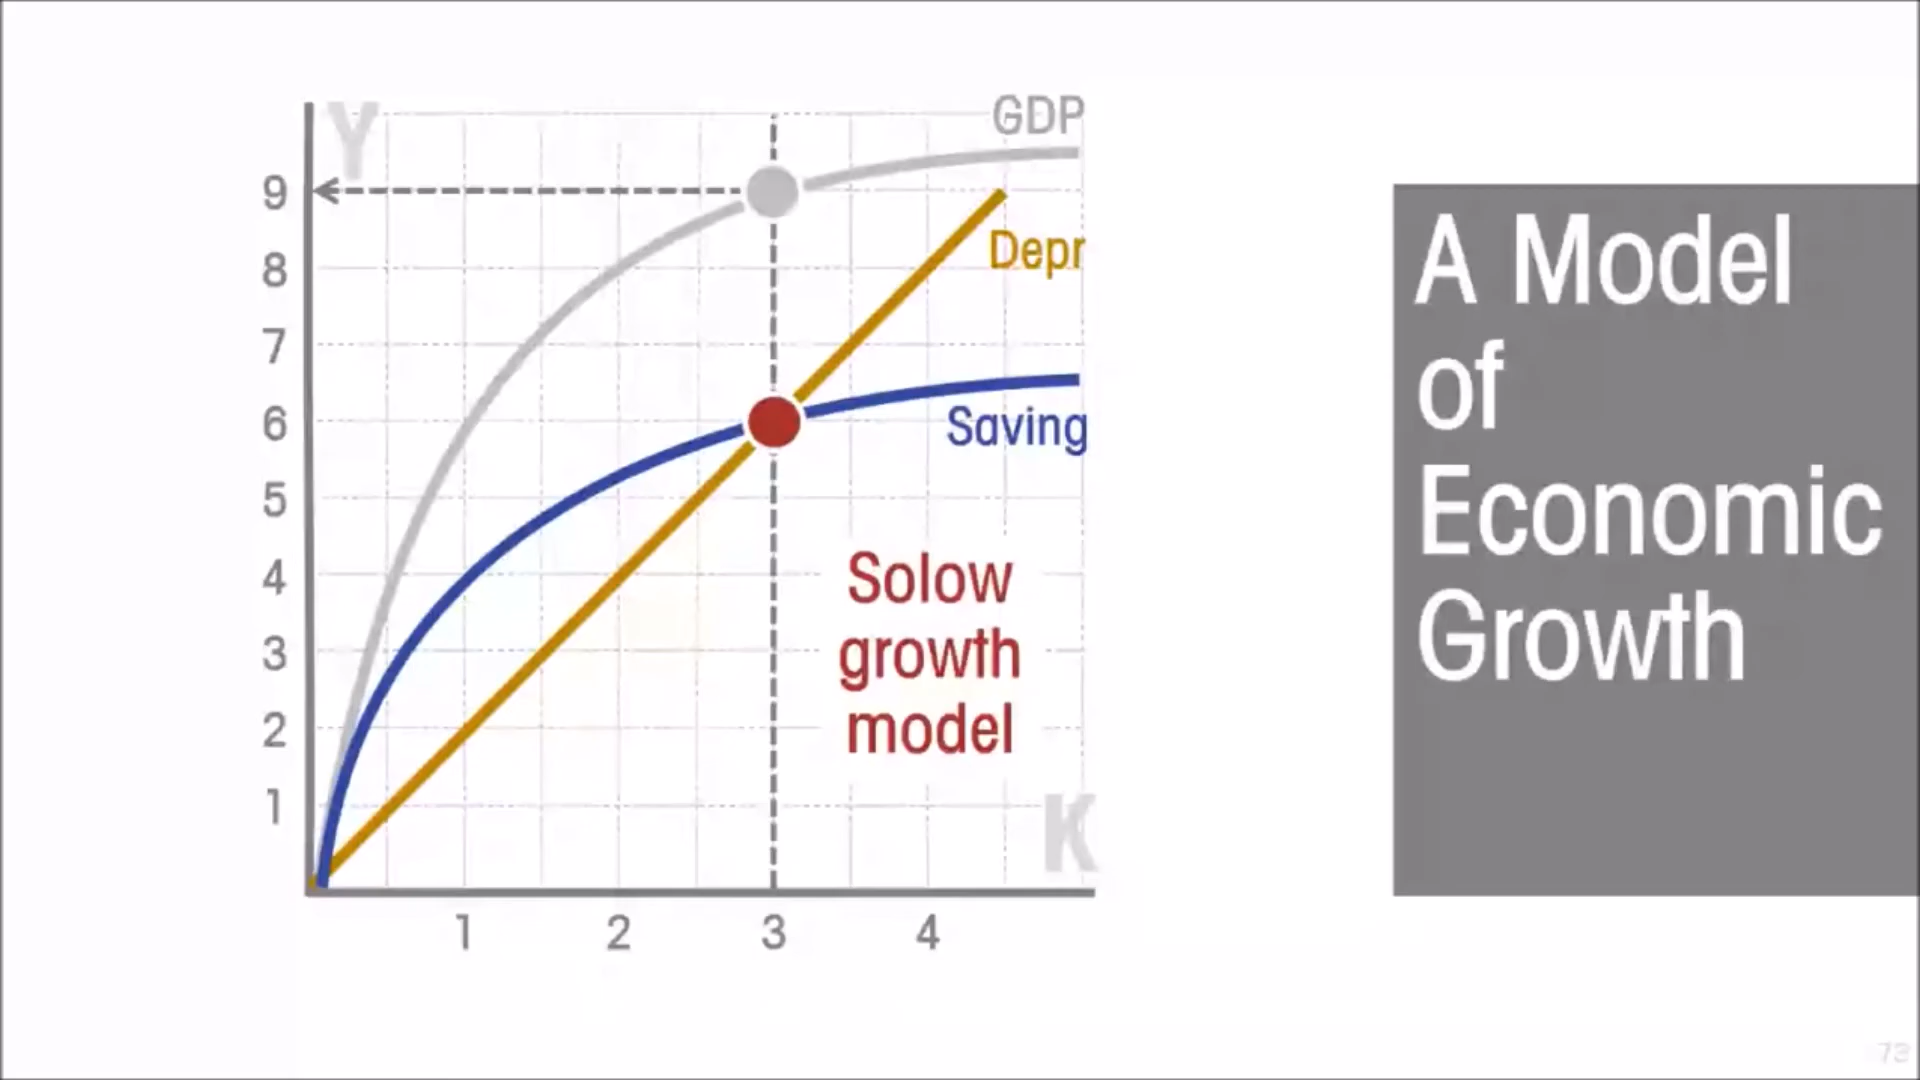 Y
GDP
9
Depr
8
7
6
Saving
5
4
3
2
1
Solow
growth
model
K
1 2 3 4
A Model
of
Economic
Growth
73